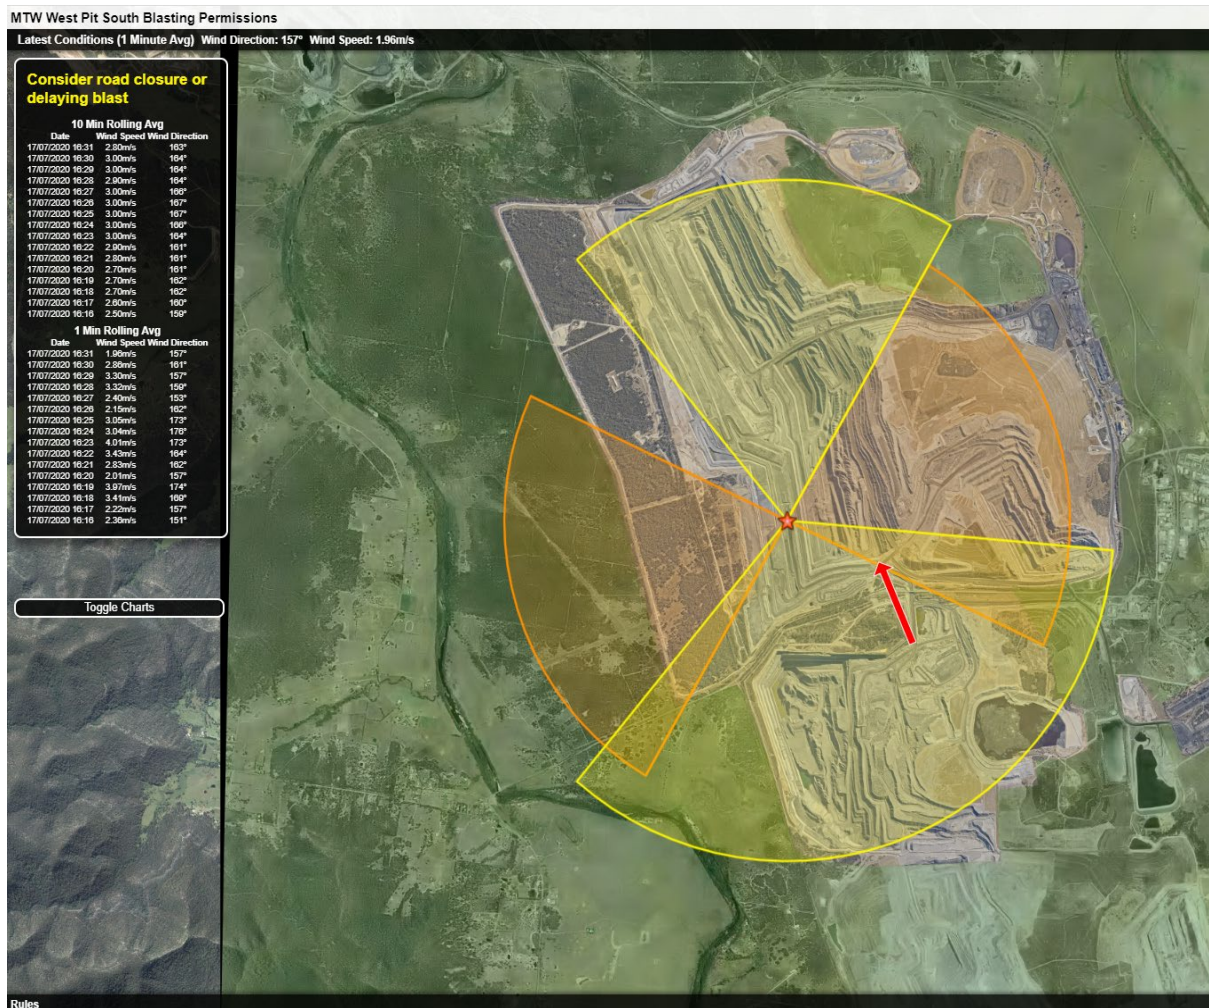 MTW West Pit South Blasting Permissions
Latest Conditions (1 Minute Avg) Wind Direction: 157° Wind Speed: 1.96m/s
Consider road closure or
delaying blast
10 Min Rolling Avg
Date Wind Speed Wind Direction
17/07/2020 16:31 2.80m/s 163°
17/07/2020 16:30 3.00m/s 164°
17/07/2020 16:29 3.00m/s 164°
17/07/2020 16:28 2.90m/s 164°
17/07/2020 16:27 3.00m/s 166°
17/07/2020 16:26 3.00m/s 167°
17/07/2020 16:25 3.00m/s 167°
17/07/2020 16:24 3.00m/s 166°
17/07/2020 16:23 3.00m/s 164°
17/07/2020 16:22 2.90m/s 161°
17/07/2020 16:21 2.80m/s 161°
17/07/2020 16:20 2.70m/s 161°
17/07/2020 16:19 2.70m/s 162°
17/07/2020 16:18 2.70m/s 162°
17/07/2020 16:17 2.60m/s 160°
17/07/2020 16:16 2.50m/s 159°
1 Min Rolling Avg
Date Wind Speed Wind Direction
17/07/2020 16:31 1.96m/s 157°
17/07/2020 16:30 2.86m/s 161°
17/07/2020 16:29 3.30m/s 157°
17/07/2020 16:28 3.32m/s 159°
17/07/2020 16:27 2.40m/s 153°
17/07/2020 16:26 2.15m/s 162°
17/07/2020 16:25 3.05m/s 173°
17/07/2020 16:24 3.04m/s 176°
17/07/2020 16:23 4.01m/s 173°
17/07/2020 16:22 3.43m/s 164°
17/07/2020 16:21 2.83m/s 162°
17/07/2020 16:20 2.01m/s 157°
17/07/2020 16:19 3.97m/s 174°
17/07/2020 16:18 3.41m/s 169°
17/07/2020 16:17 2.22m/s 157°
17/07/2020 16:16 2.36m/s 151°
Toggle Charts
Rules